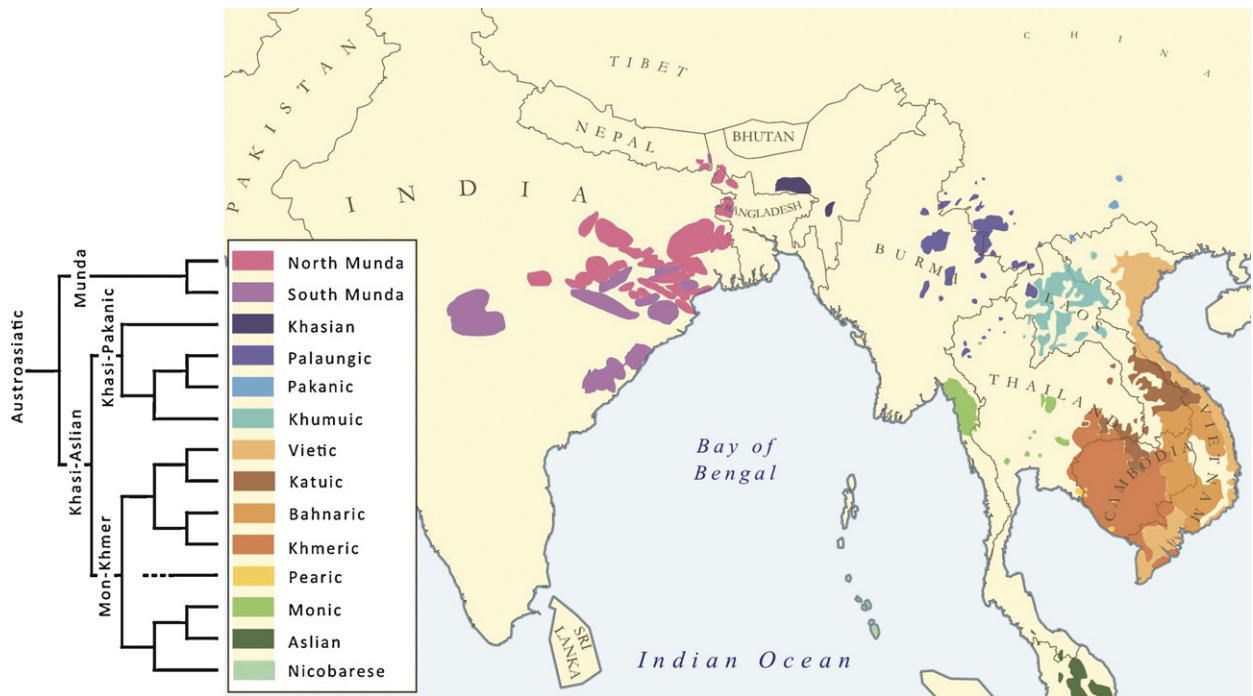 Austroasiatic
Munda
Khasi-Aslian
Khasi-Pakanic
Mon-Khmer
North Munda
South Munda
Khasian
Palaungic
Pakanic
Khumuic
Vietic
Katuic
Bahnaric
Khmeric
Pearic
Monic
Aslian
Nicobarese
PAKISTAN
INDIA
TIBET
CHINA
NEPAL
BHUTAN
BANGLADESH
BURMA
LAOS
THAILAND
VIETNAM
CAMBODIA
Bay of
Bengal
SRI
LANKA
Indian Ocean